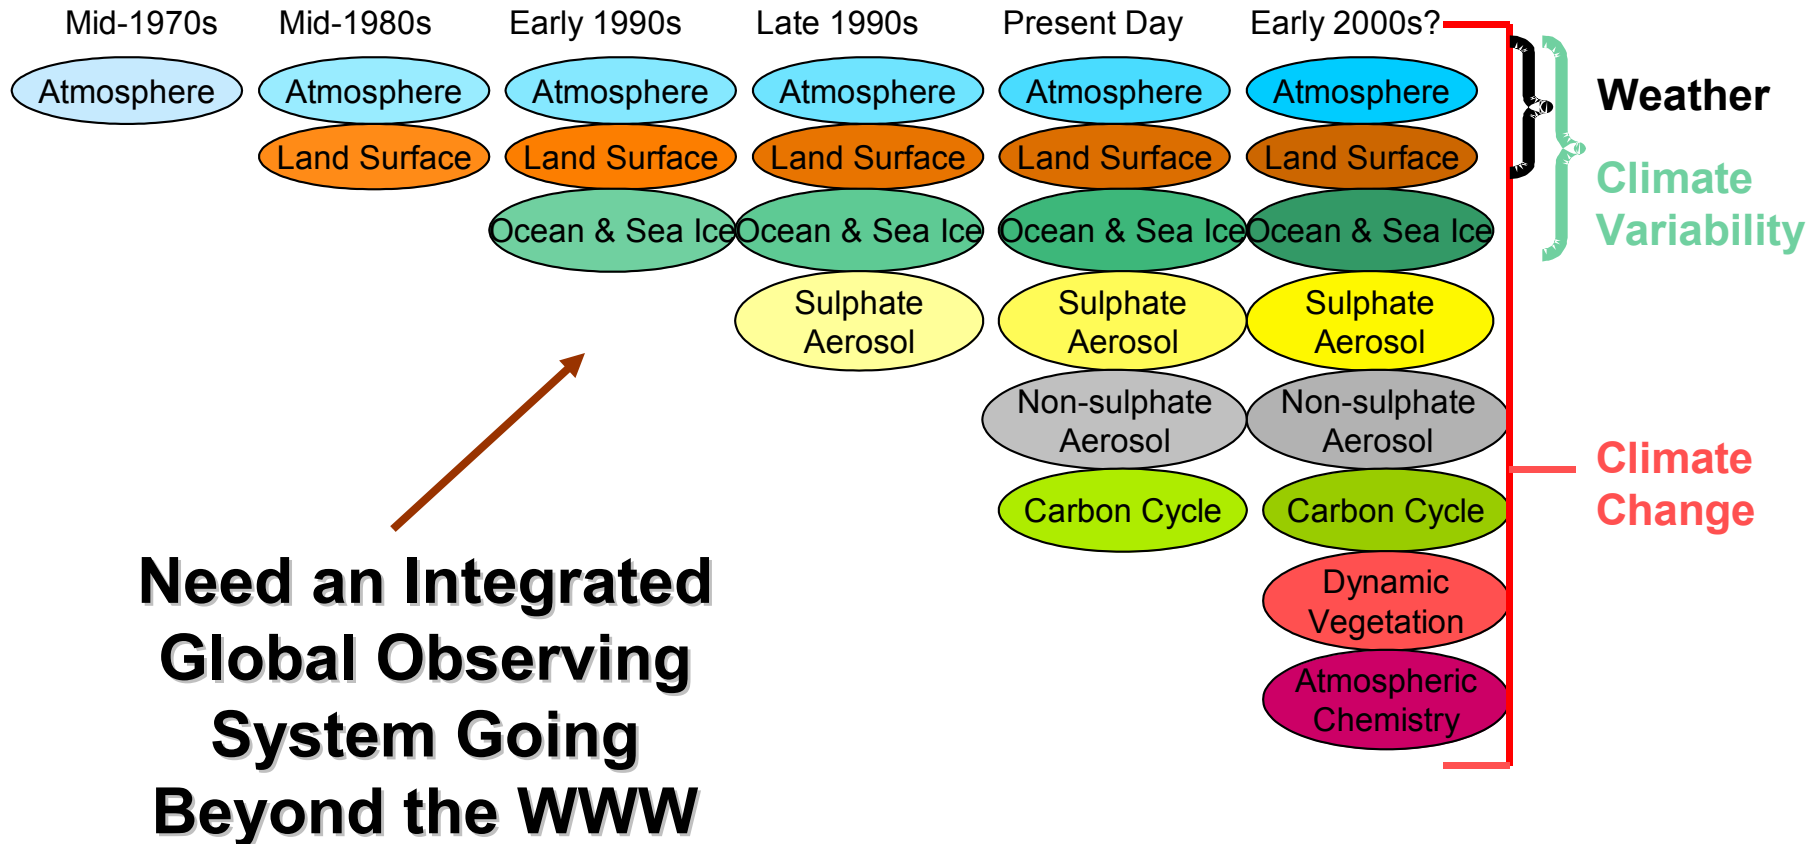 Mid-1970s Mid-1980s Early 1990s Late 1990s Present Day Early 2000s?
Atmosphere Atmosphere Atmosphere Atmosphere Atmosphere Atmosphere
Weather
Land Surface Land Surface Land Surface Land Surface Land Surface
Climate
Variability
Ocean & Sea Ice Ocean & Sea Ice Ocean & Sea Ice Ocean & Sea Ice
Sulphate Sulphate Sulphate
Aerosol Aerosol Aerosol
Non-sulphate Non-sulphate
Aerosol Aerosol
Climate
Change
Carbon Cycle Carbon Cycle
Dynamic
Vegetation
Atmospheric
Chemistry
Need an Integrated
Global Observing
System Going
Beyond the WWW